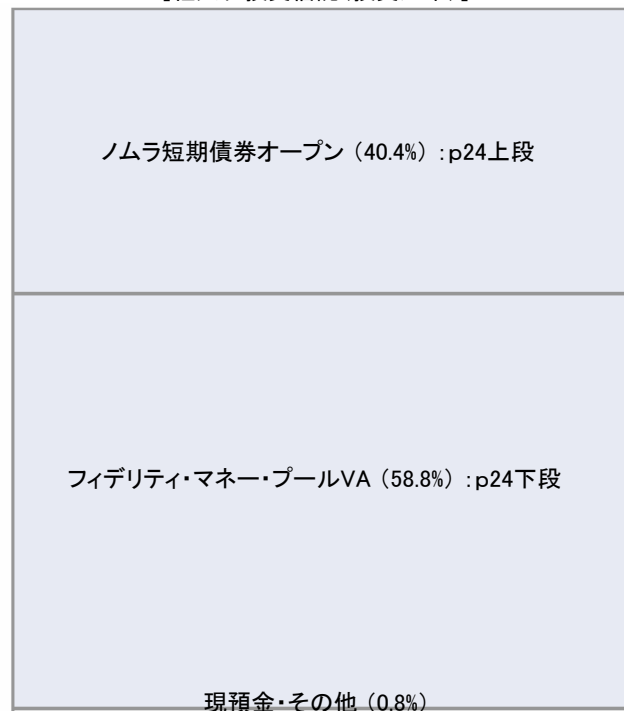 ノムラ短期債券オープン (40.4%) :p24上段
フィデリティ・マネー・プールVA (58.8%) :p24下段
現預金・その他 (0.8%)